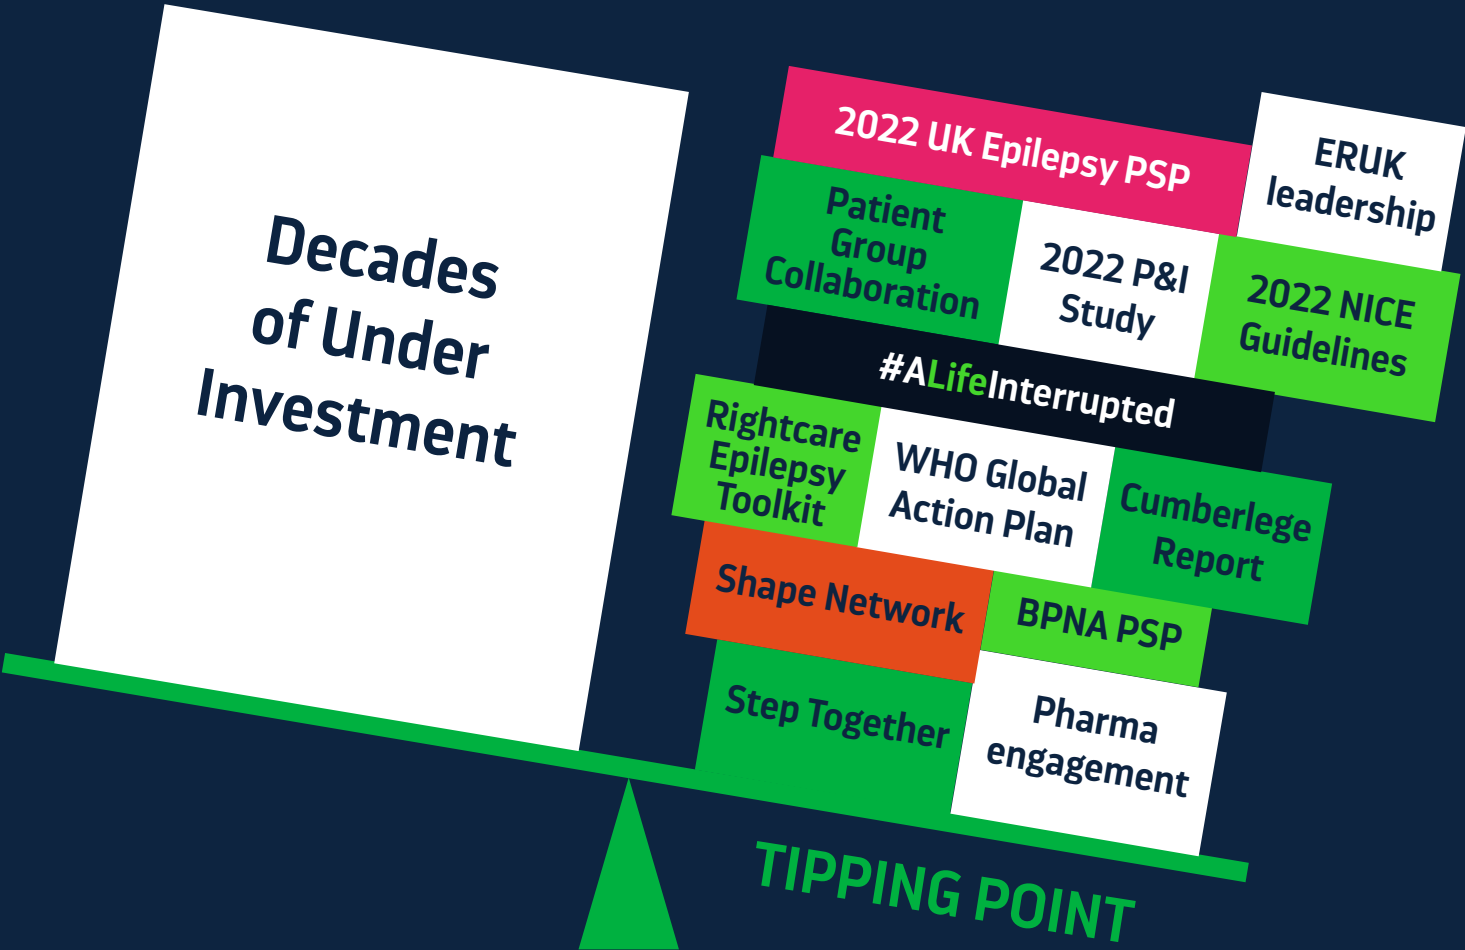 Decades
of Under
Investment
2022 UK Epilepsy PSP
ERUK
leadership
Patient
Group
Collaboration
2022 P&I
Study
2022 NICE
Guidelines
#ALifeInterrupted
Rightcare
Epilepsy
Toolkit
WHO Global
Action Plan
Cumberlege
Report
Shape Network
BPNA PSP
Step Together
Pharma
engagement
TIPPING POINT